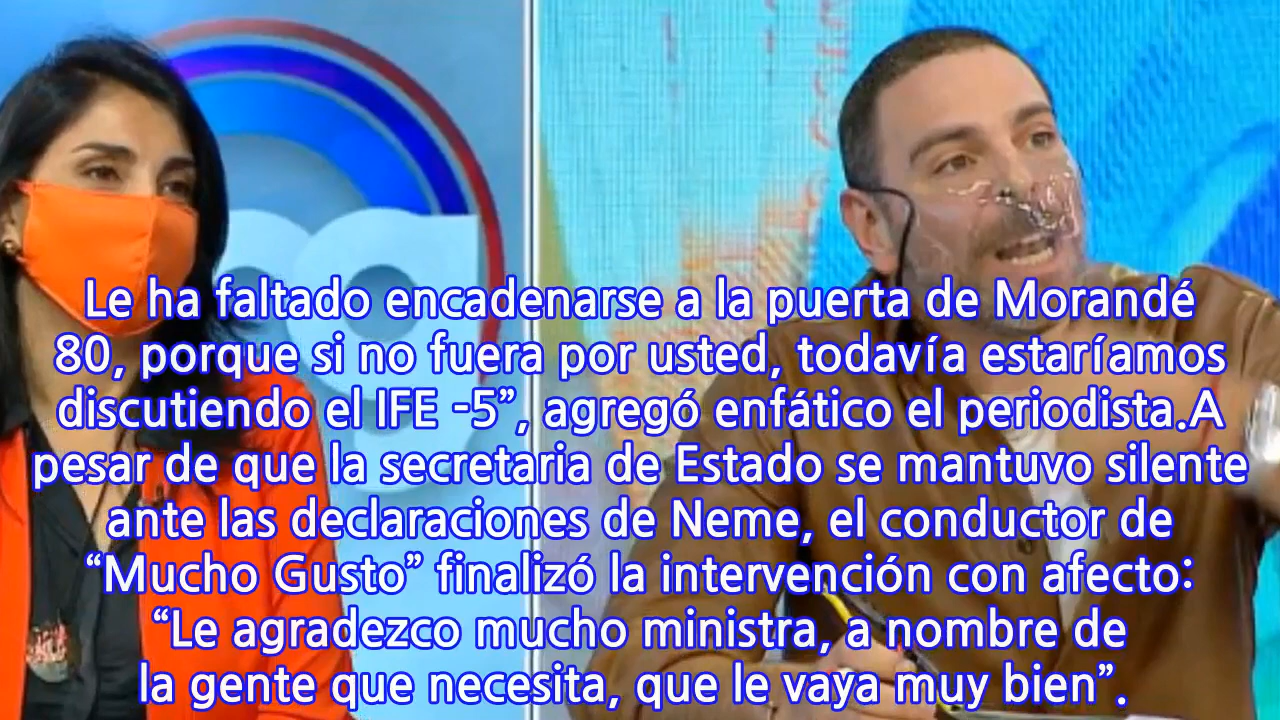 Le ha faltado encadenarse a la puerta de Morandé
80, porque si no fuera por usted, todavía estaríamos
discutiendo el IFE -5”, agregó enfático el periodista.A
pesar de que la secretaria de Estado se mantuvo silente
ante las declaraciones de Neme, el conductor de
“Mucho Gusto” finalizó la intervención con afecto:
“Le agradezco mucho ministra, a nombre de
la gente que necesita, que le vaya muy bien”.